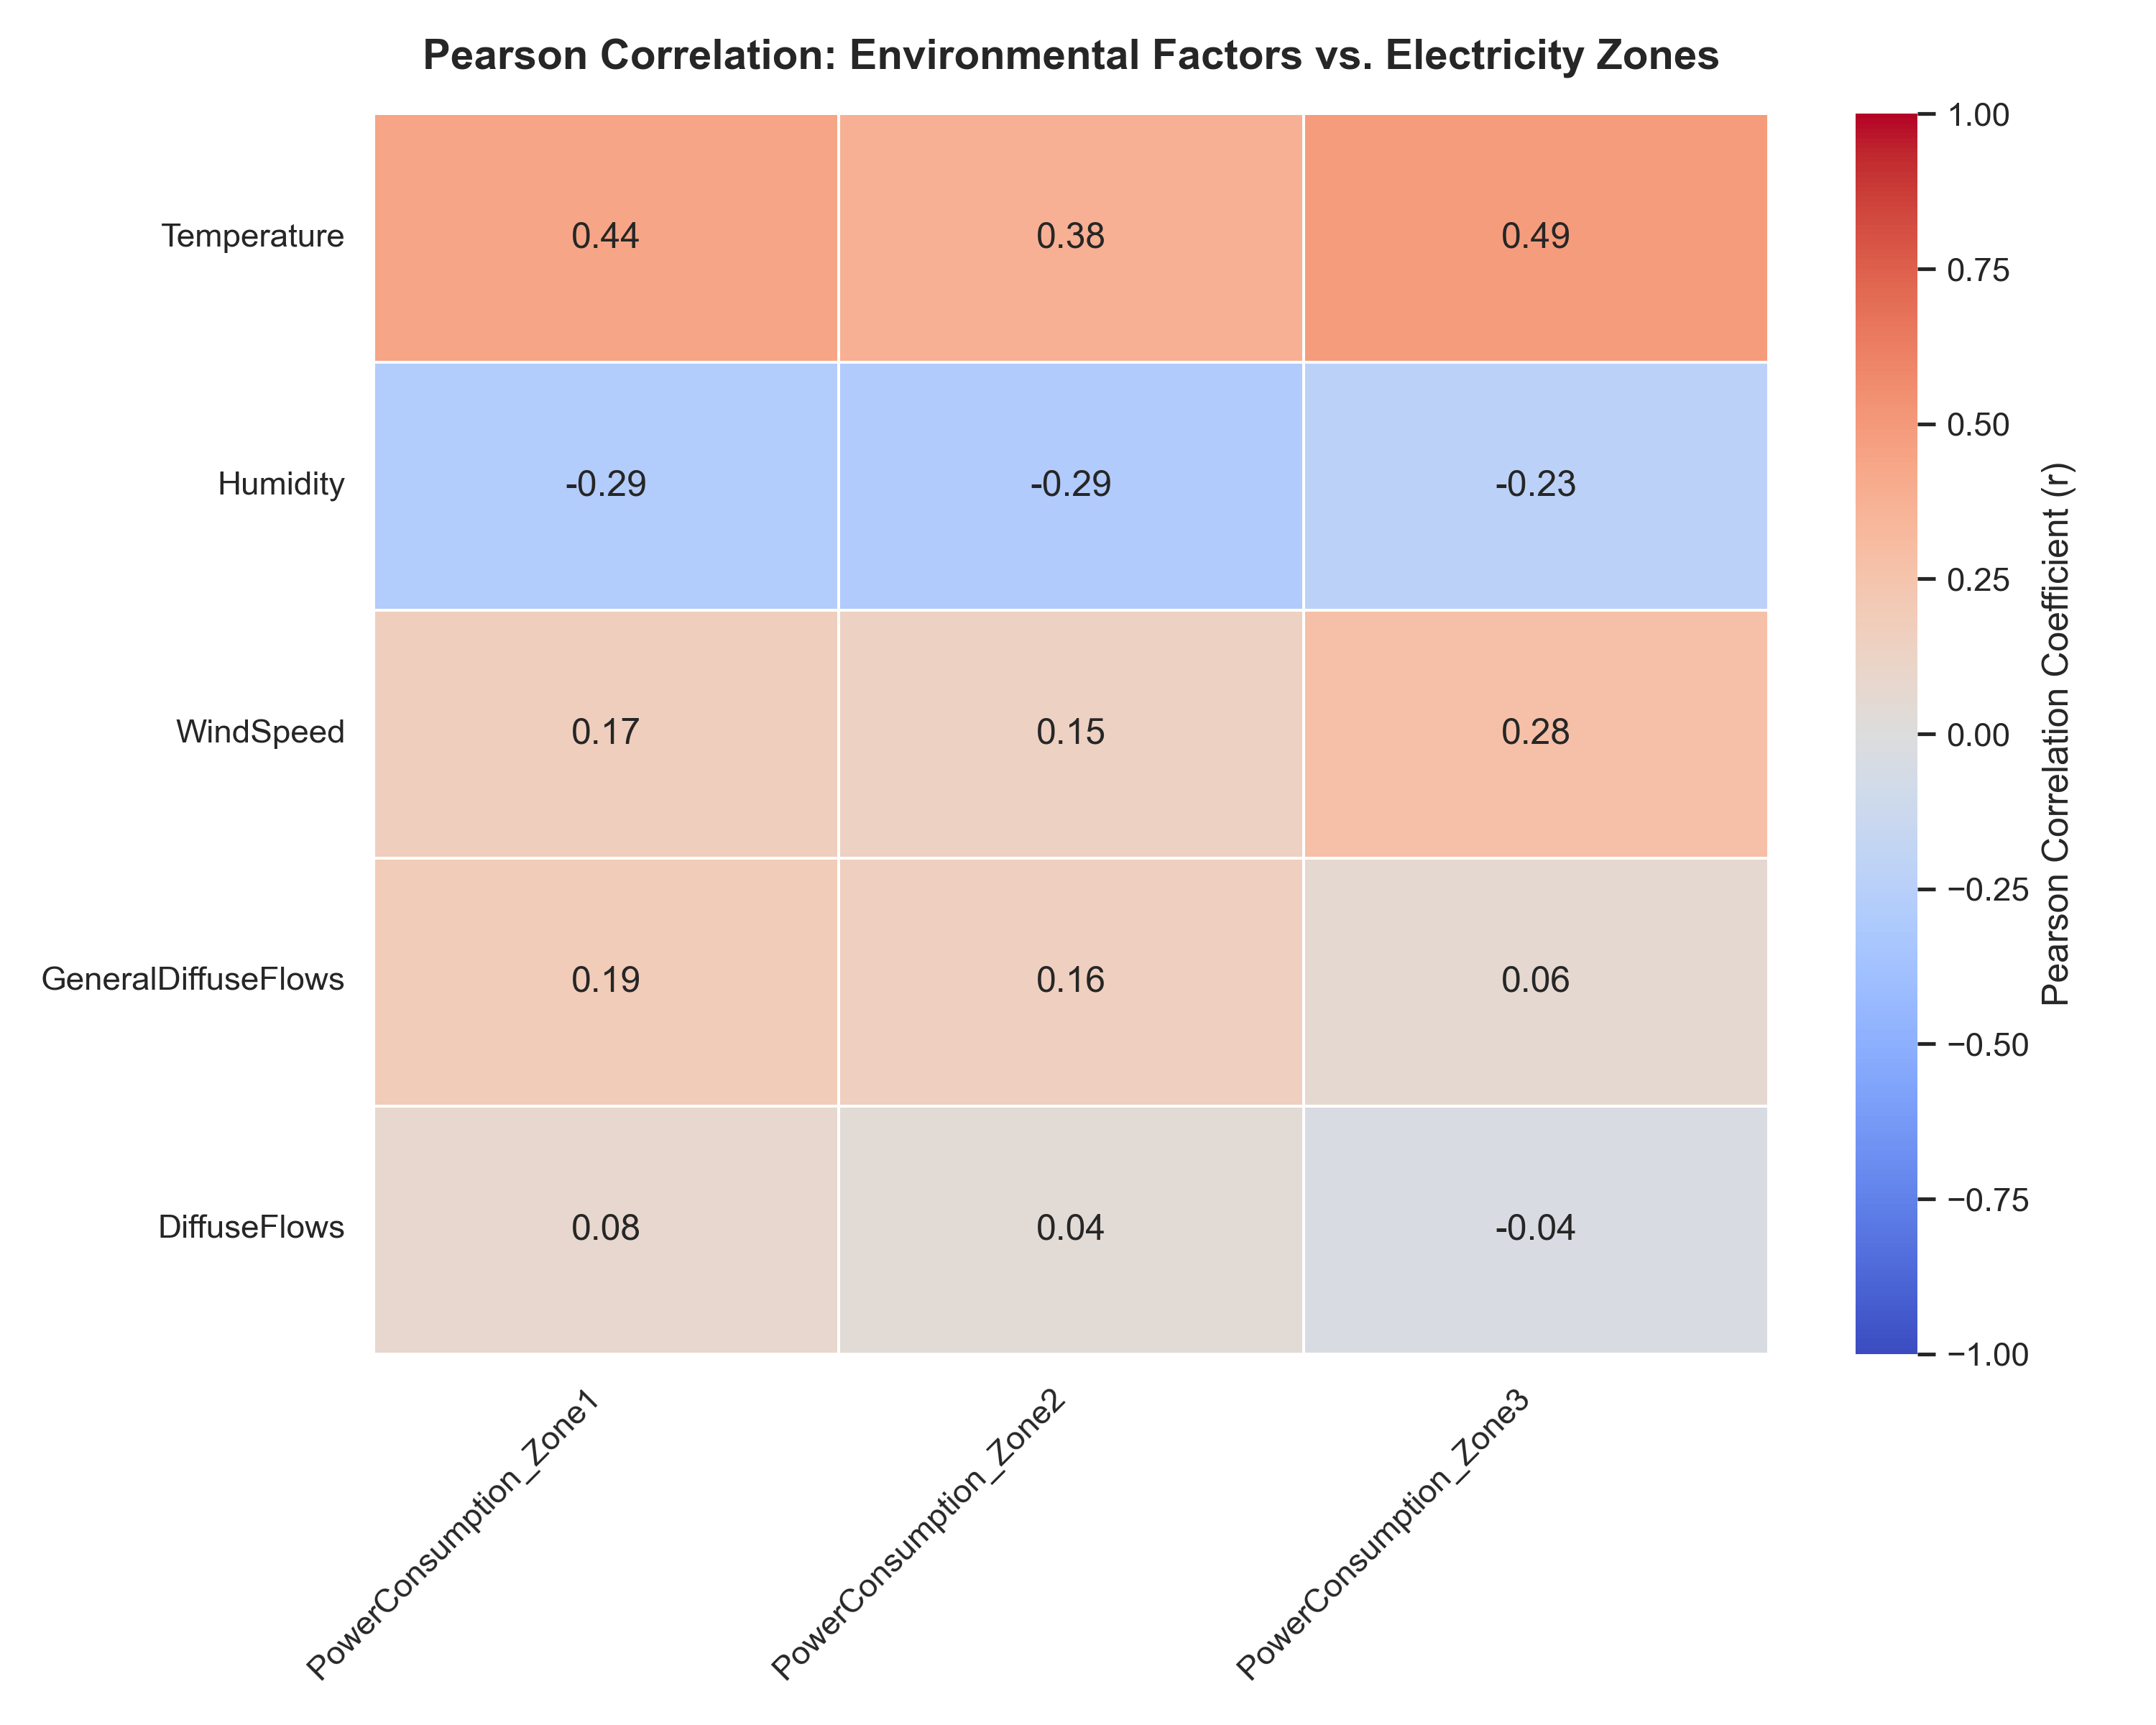 Pearson Correlation: Environmental Factors vs. Electricity Zones
Temperature 0.44 0.38 0.49
Humidity -0.29 -0.29 -0.23
WindSpeed 0.17 0.15 0.28
GeneralDiffuseFlows 0.19 0.16 0.06
DiffuseFlows 0.08 0.04 -0.04
PowerConsumption_Zone1
PowerConsumption_Zone2
PowerConsumption_Zone3
1.00
0.75
0.50
0.25
0.00
−0.25
−0.50
−0.75
−1.00
Pearson Correlation Coefficient (r)